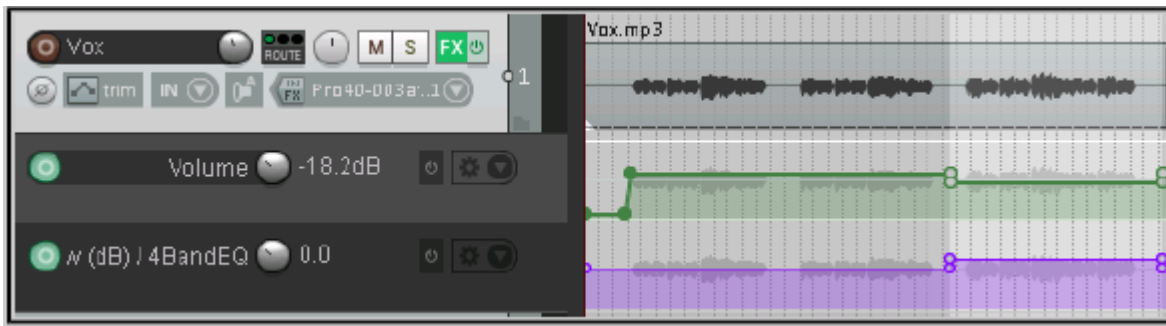 Vox.mp3
Vox ROUTE M S FX
trim IN IN FX Pro40-003a...1 1
Volume -18.2dB
w (dB) / 4BandEQ 0.0